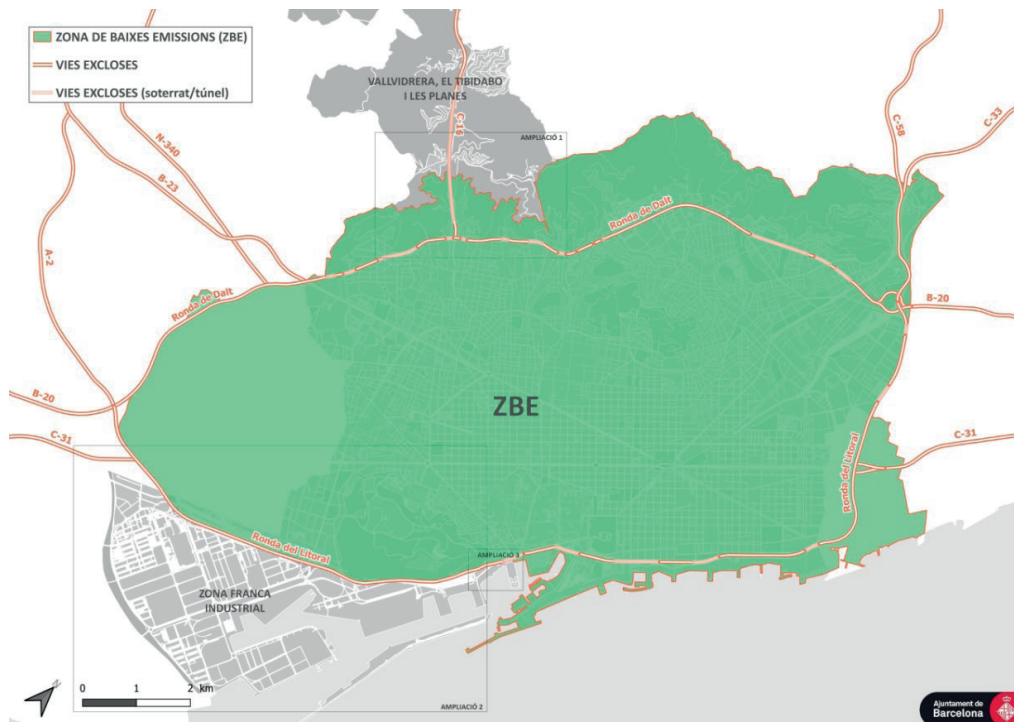 ZONA DE BAIXES EMISSIONS (ZBE)
VIES EXCLOSES
VIES EXCLOSES (soterrat/túnel)
VALLVIDRERA, EL TIBIDABO
I LES PLANES
AMPLIACIÓ 1
C-16
C-58
C-33
N-340
B-23
A-2
Ronda de Dalt
Ronda de Dalt
B-20
B-20
ZBE
C-31
C-31
Ronda del Litoral
Ronda del Litoral
AMPLIACIÓ 3
ZONA FRANCA
INDUSTRIAL
N
0 1 2 km
AMPLIACIÓ 2
Ajuntament de
Barcelona